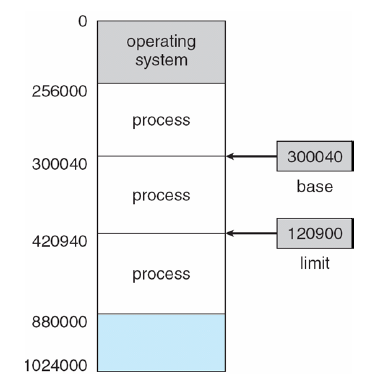 0
operating
system
256000
process
300040
300040
base
process
420940
120900
limit
process
880000
1024000